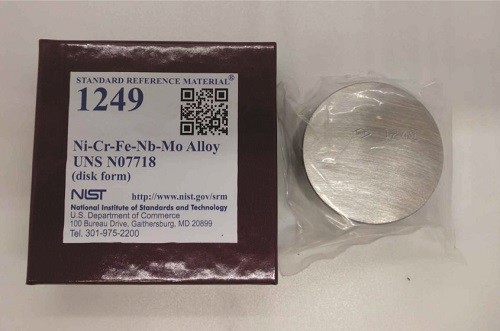 STANDARD REFERENCE MATERIAL®
1249
Ni-Cr-Fe-Nb-Mo Alloy
UNS N07718
(disk form)
NIST http://www.nist.gov/srm
National Institute of Standards and Technology
U.S. Department of Commerce
100 Bureau Drive, Gaithersburg, MD 20899
Tel. 301-975-2200